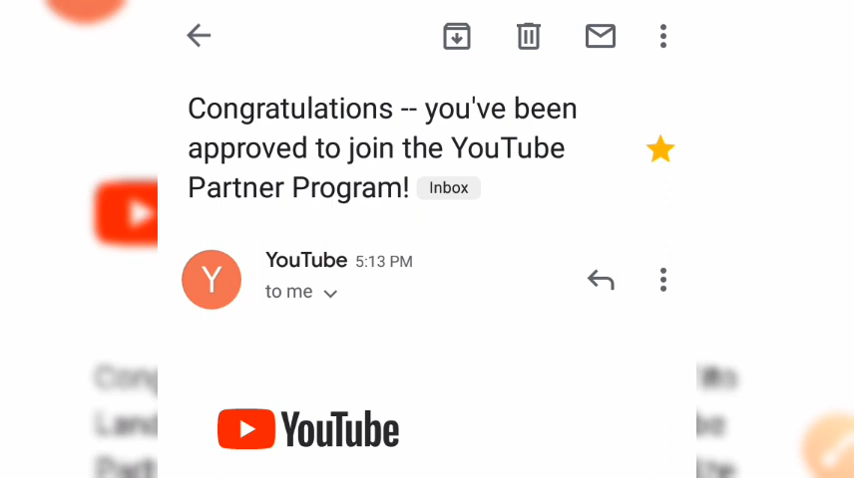 Congratulations -- you've been
approved to join the YouTube
Partner Program! Inbox
Y
YouTube 5:13 PM
to me
YouTube